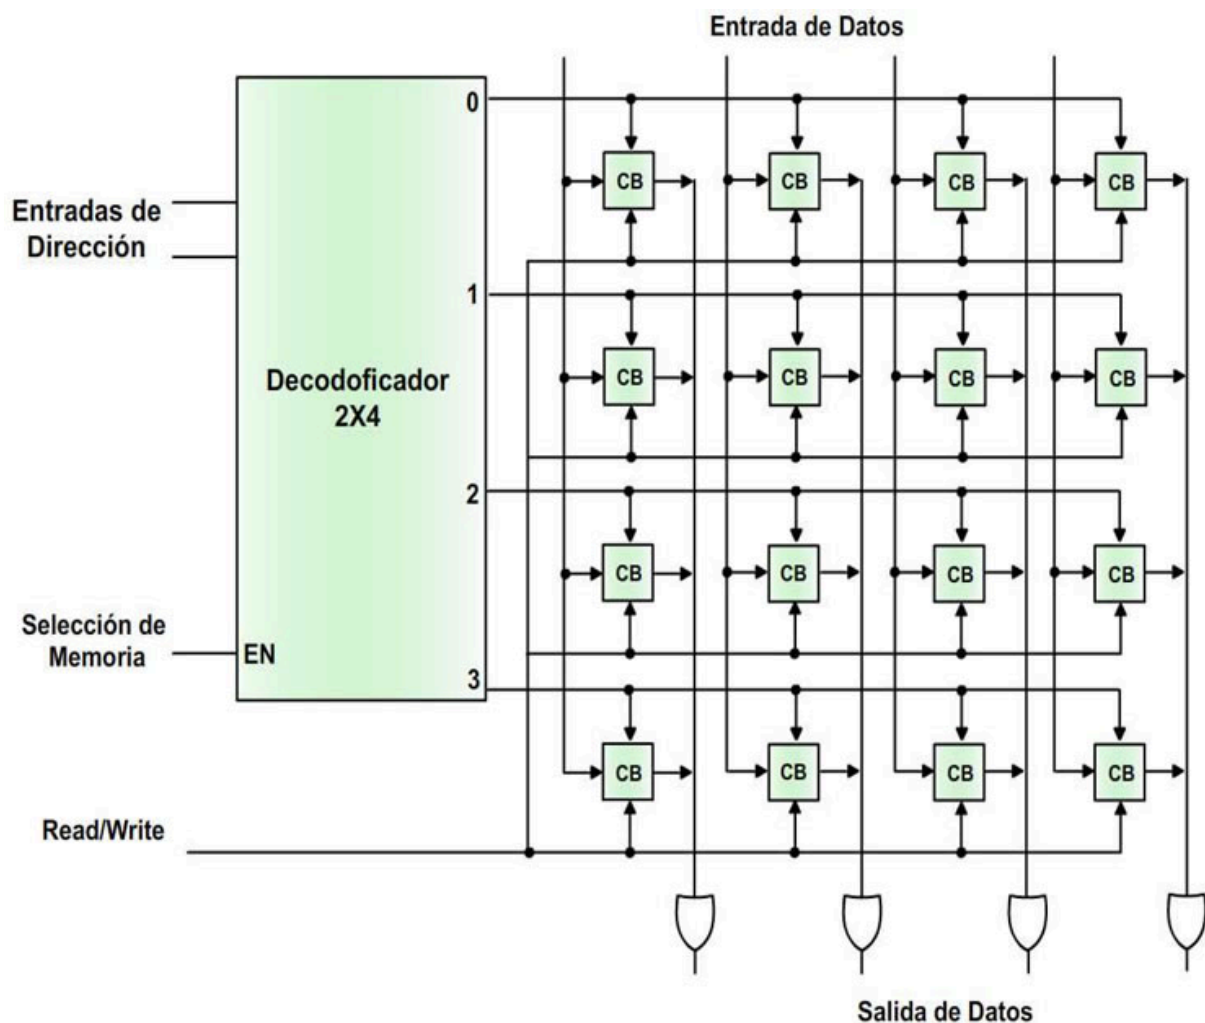 Entrada de Datos
0
CB CB CB CB
Entradas de
Dirección
1
Decodoficador
2X4
CB CB CB CB
2
CB CB CB CB
Selección de
Memoria
EN
3
CB CB CB CB
Read/Write
Salida de Datos